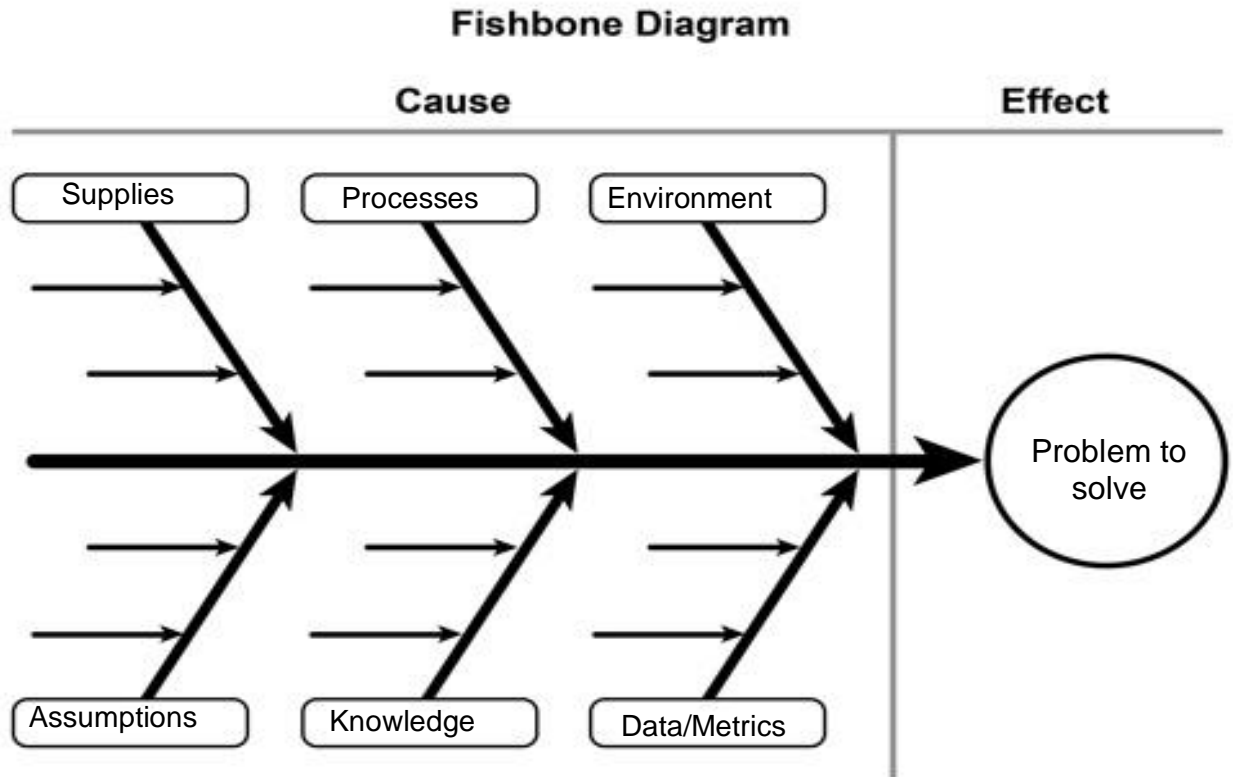 Fishbone Diagram
Cause
Effect
Supplies
Processes
Environment
Problem to
solve
Assumptions
Knowledge
Data/Metrics